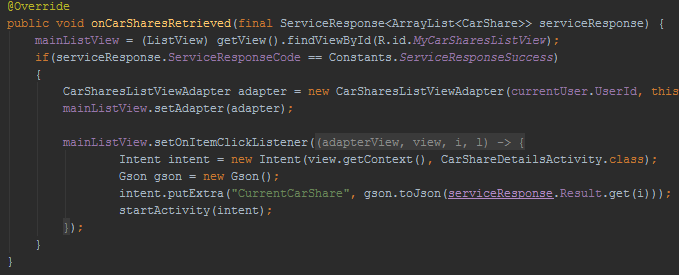 @Override
public void onCarSharesRetrieved(final ServiceResponse<ArrayList<CarShare>> serviceResponse) {
mainListView = (ListView) getView().findViewById(R.id.MyCarSharesListView);
if(serviceResponse.ServiceResponseCode == Constants.ServiceResponseSuccess)
{
CarSharesListViewAdapter adapter = new CarSharesListViewAdapter(currentUser.UserId, this
mainListView.setAdapter(adapter);
mainListView.setOnItemClickListener((adapterView, view, i, l) -> {
Intent intent = new Intent(view.getContext(), CarShareDetailsActivity.class);
Gson gson = new Gson();
intent.putExtra("CurrentCarShare", gson.toJson(serviceResponse.Result.get(i)));
startActivity(intent);
});
}
}